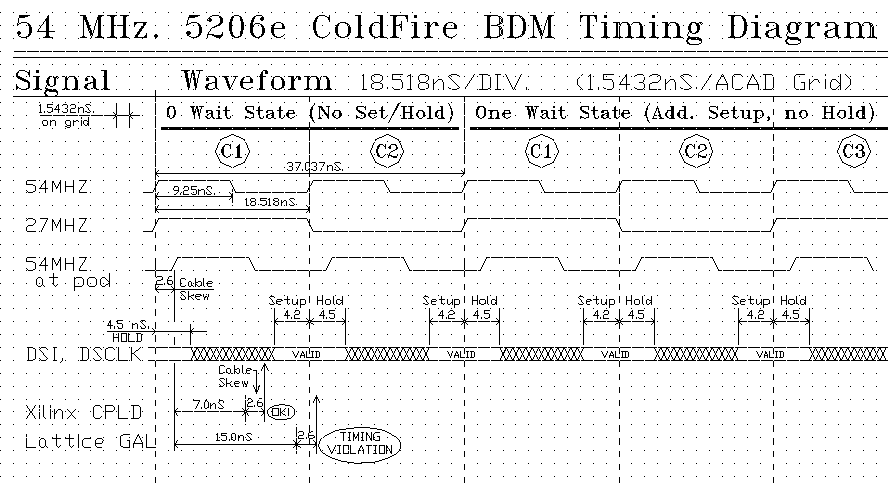 54 MHz. 5206e ColdFire BDM Timing Diagram
Signal Waveform 18.518nS/DIV. (1.5432nS./ACAD Grid)
1.5432nS. on grid
0 Wait State (No Set/Hold) One Wait State (Add. Setup, no Hold)
C1 C2 C1 C2 C3
37.037nS.
54MHZ
9.25nS.
18.518nS.
27MHZ
54MHZ
at pod
2.6 Cable
Skew
Setup Hold Setup Hold Setup Hold Setup Hold
4.2 4.5 4.2 4.5 4.2 4.5 4.2 4.5
4.5 nS.
HOLD
DSI, DSCLK VALID VALID VALID VALID
Cable
Skew
Xilinx CPLD 7.0nS 2.6 OK!
Lattice GAL 15.0nS 2.6 TIMING
VIOLATION